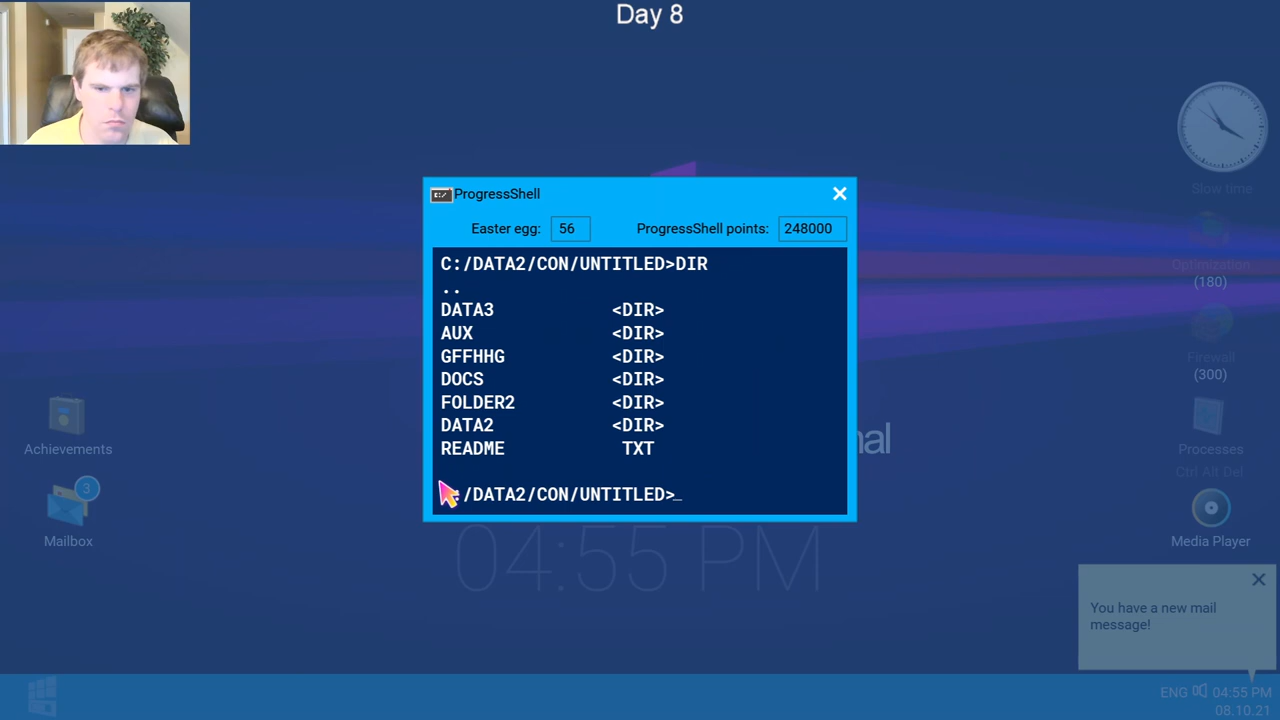 Day 8
Slow time
Optimization
(180)
Firewall
(300)
Processes
Ctrl Alt Del
Media Player
Achievements
3
Mailbox
ProgressShell
Easter egg: 56 ProgressShell points: 248000
C:/DATA2/CON/UNTITLED>DIR
..
DATA3 <DIR>
AUX <DIR>
GFFHHG <DIR>
DOCS <DIR>
FOLDER2 <DIR>
DATA2 <DIR>
README TXT
/DATA2/CON/UNTITLED>_
nal
04:55 PM
You have a new mail
message!
ENG 04:55 PM
08.10.21